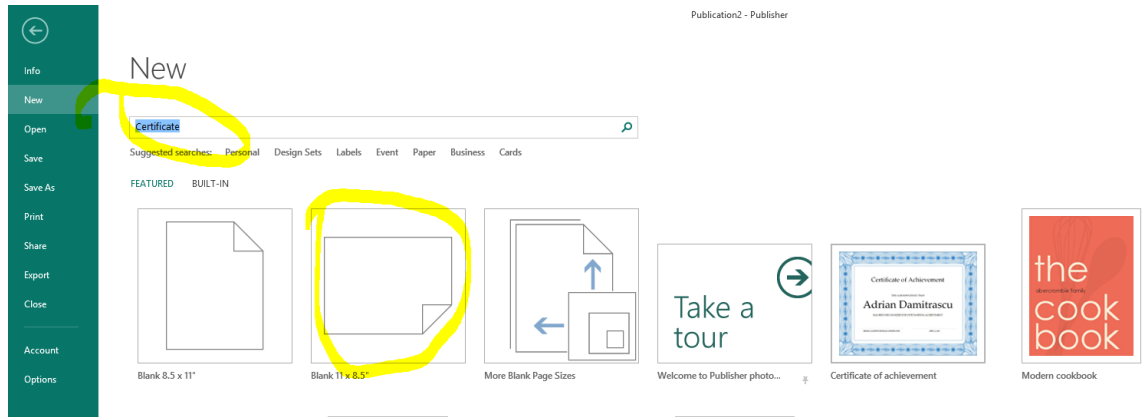 Publication2 - Publisher
Info
New
Open
Save
Save As
Print
Share
Export
Close
Account
Options
New
Certificate
Suggested searches: Personal Design Sets Labels Event Paper Business Cards
FEATURED BUILT-IN
Blank 8.5 x 11"
Blank 11 x 8.5"
More Blank Page Sizes
Take a
tour
Welcome to Publisher photo...
Certificate of Achievement
Adrian Damitrascu
Certificate of achievement
the
abercrombie family
cook
book
Modern cookbook